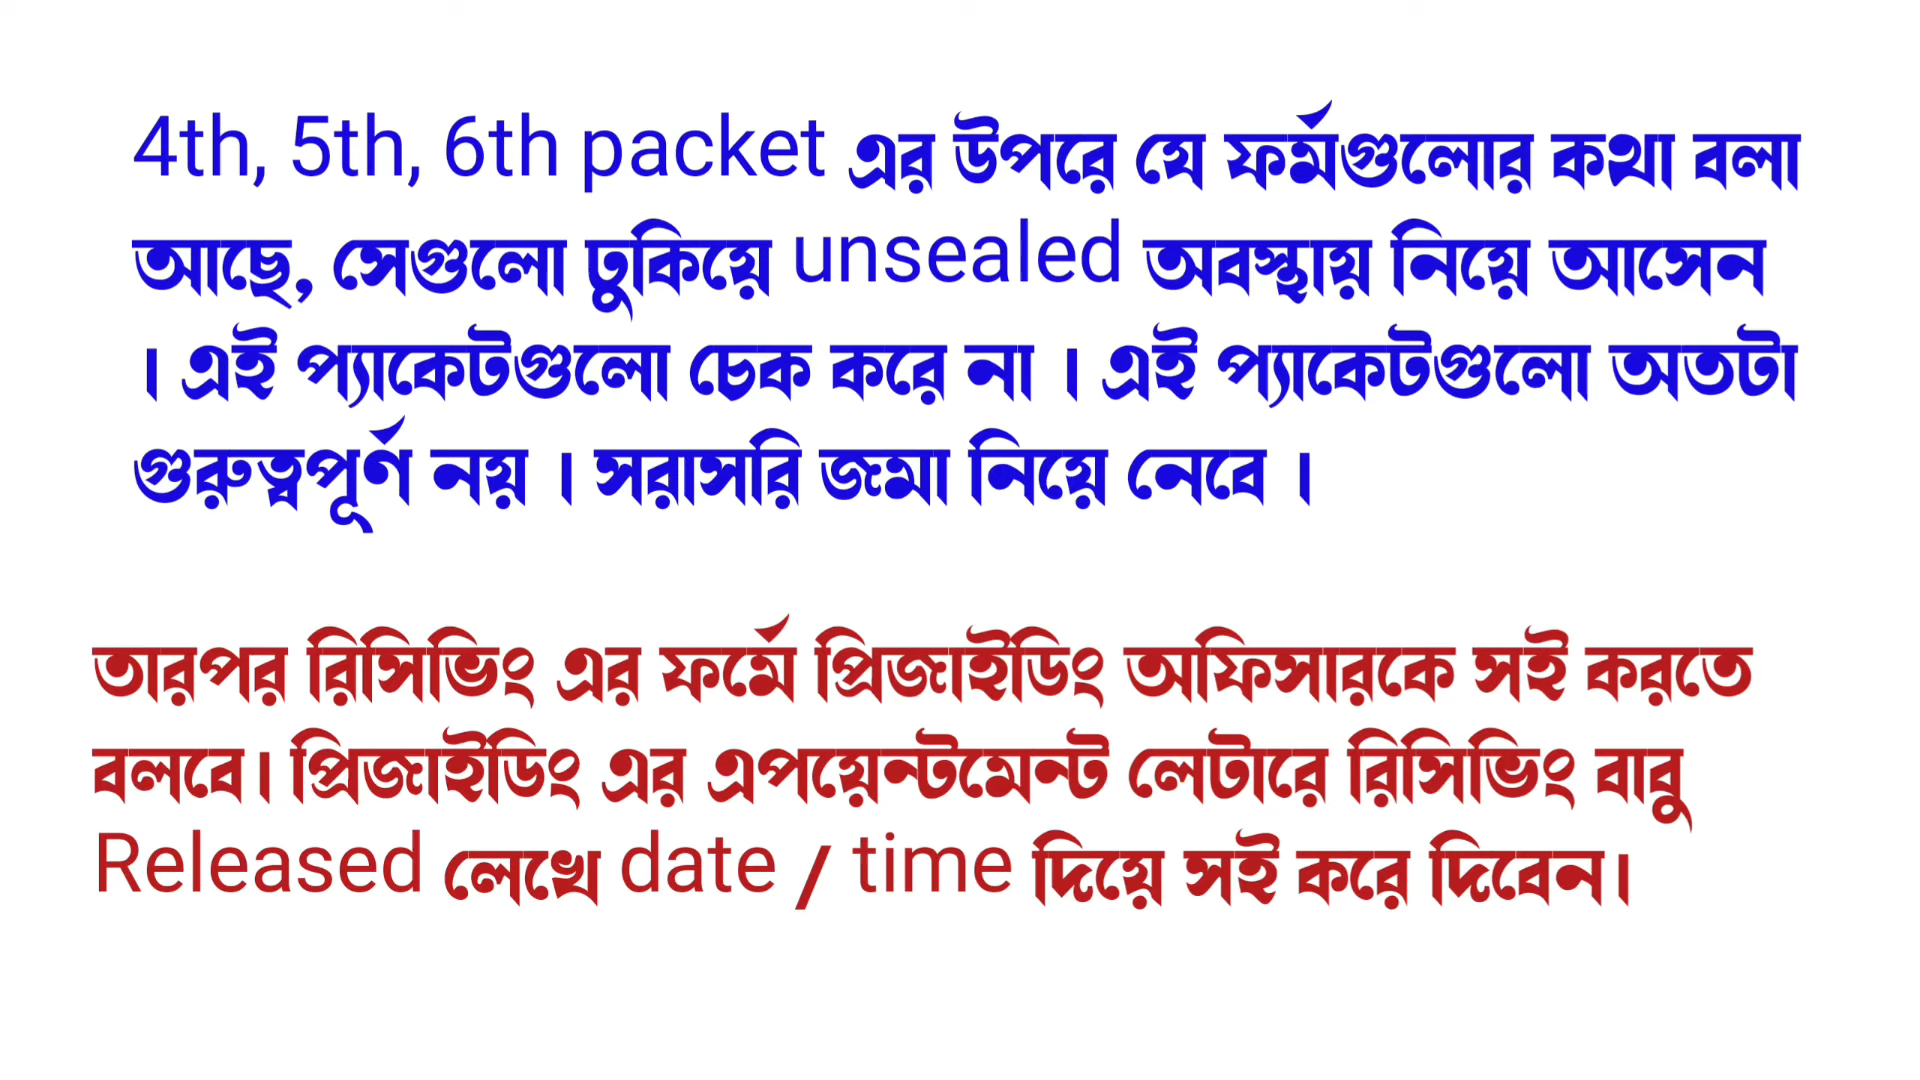 4th, 5th, 6th packet এর উপরে যে ফর্মগুলোর কথা বলা
আছে, সেগুলো ঢুকিয়ে unsealed অবস্থায় নিয়ে আসেন
। এই প্যাকেটগুলো চেক করে না । এই প্যাকেটগুলো অতটা
গুরুত্বপূর্ণ নয় । সরাসরি জমা নিয়ে নেবে ।
তারপর রিসিভিং এর ফর্মে প্রিজাইডিং অফিসারকে সই করতে
বলবে। প্রিজাইডিং এর এপয়েন্টমেন্ট লেটারে রিসিভিং বাবু
Released লেখে date / time দিয়ে সই করে দিবেন।